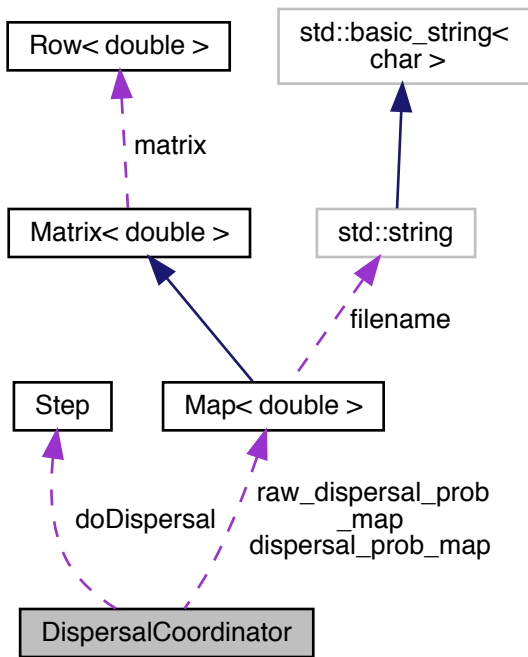 Row< double >
std::basic_string<
char >
matrix
Matrix< double >
std::string
filename
Step
Map< double >
doDispersal
raw_dispersal_prob
_map
dispersal_prob_map
DispersalCoordinator